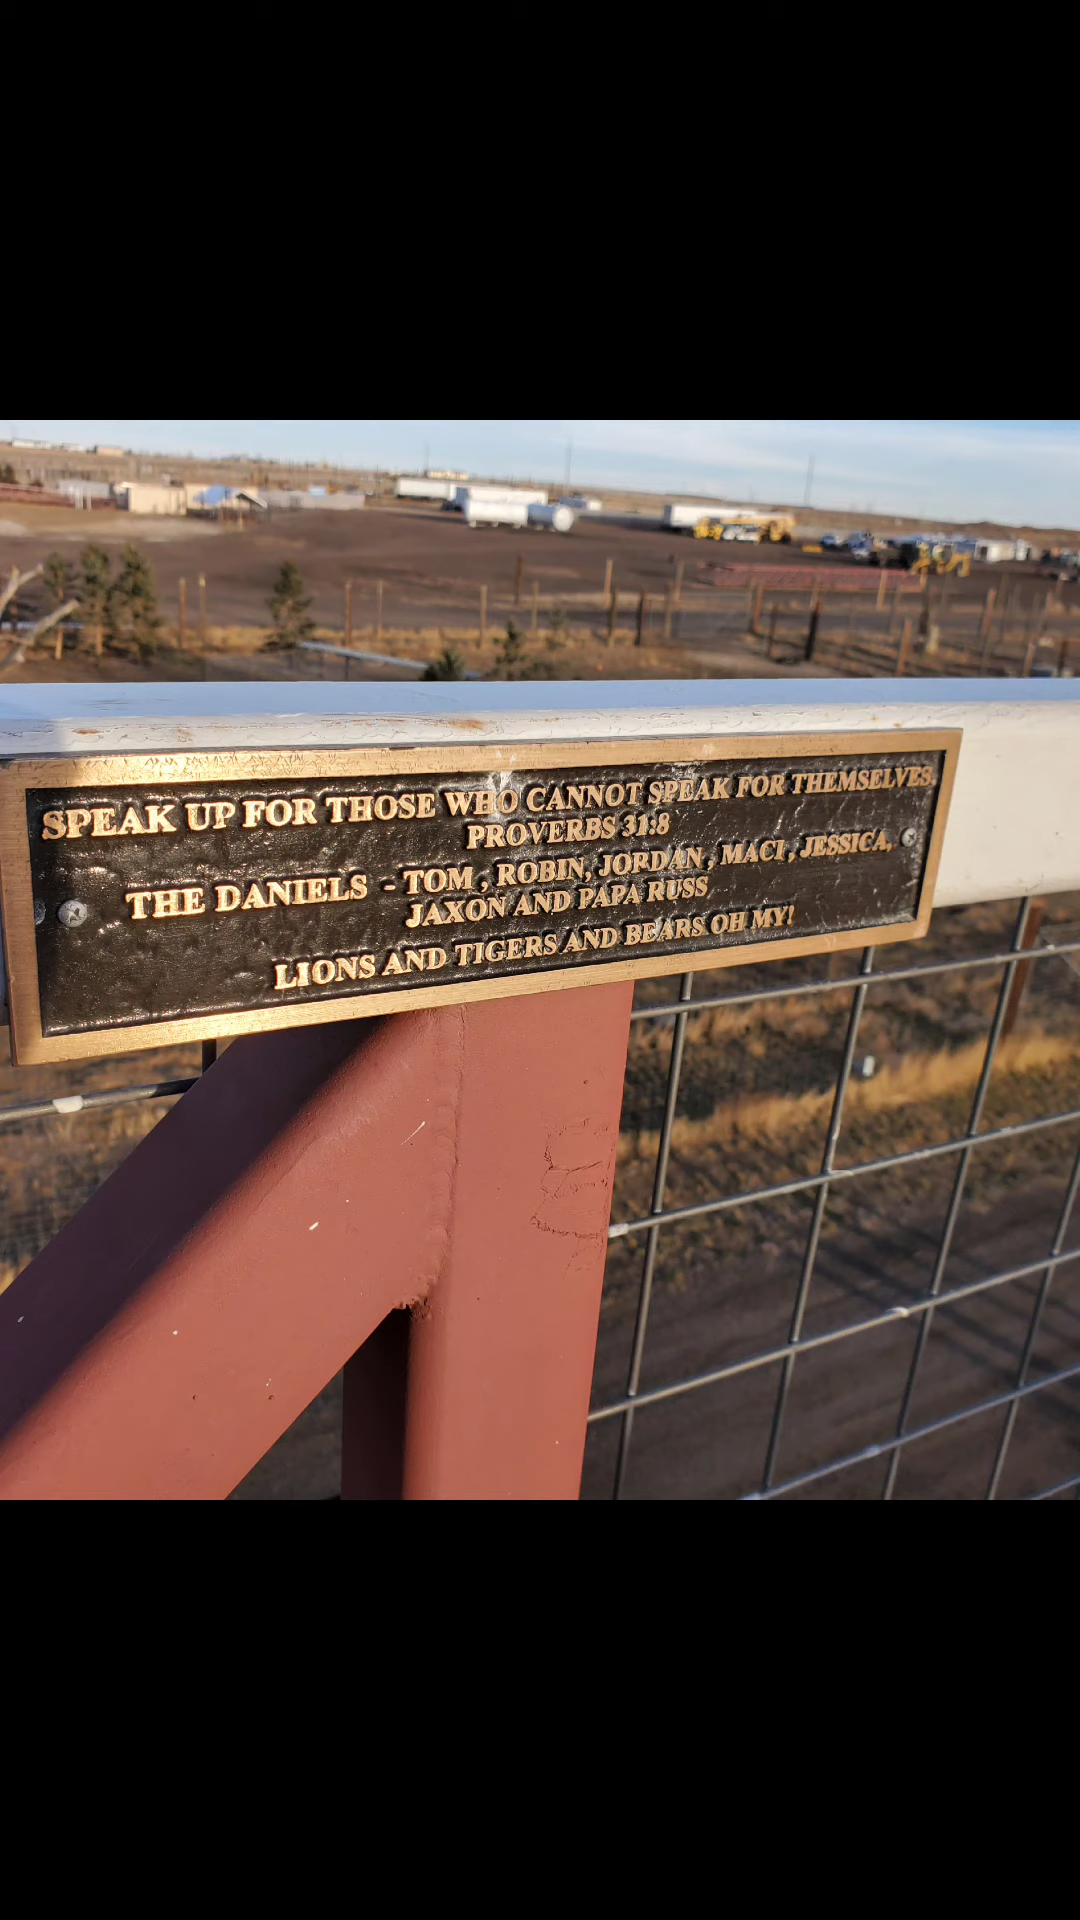 SPEAK UP FOR THOSE WHO CANNOT SPEAK FOR THEMSELVES.
PROVERBS 31:8
THE DANIELS - TOM, ROBIN, JORDAN, MACI, JESSICA,
JAXON AND PAPA RUSS
LIONS AND TIGERS AND BEARS OH MY!